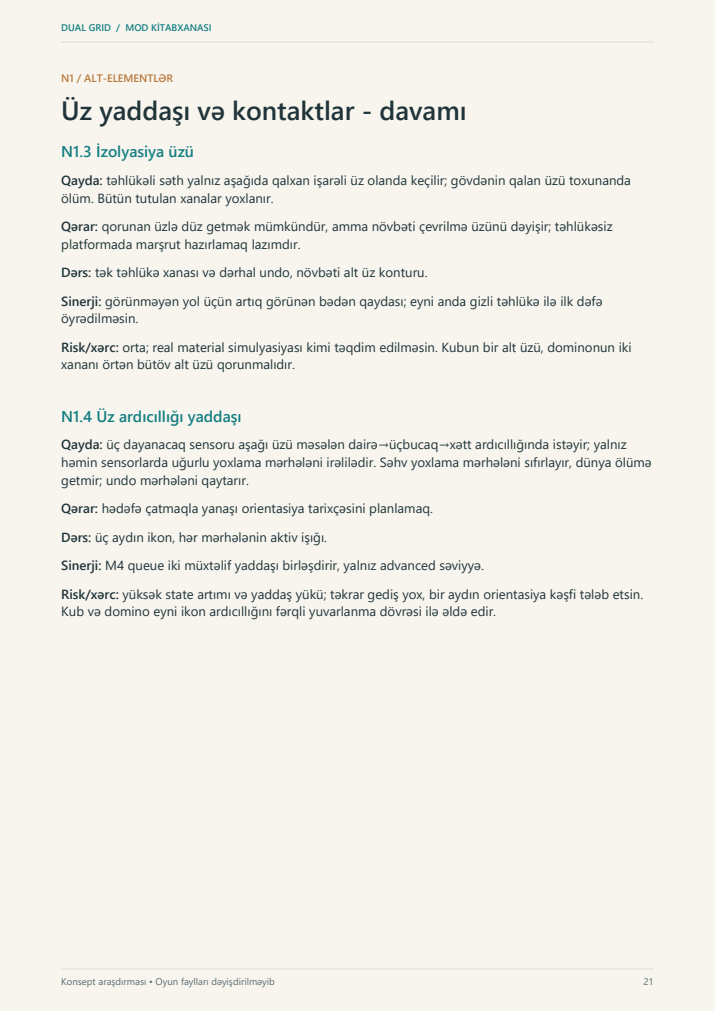 DUAL GRID / MOD KİTABXANASI
N1 / ALT-ELEMENTLƏR
Üz yaddaşı və kontaktlar - davamı
N1.3 İzolyasiya üzü
Qayda: təhlükəli səth yalnız aşağıda qalxan işarəli üz olanda keçilir; gövdənin qalan üzü toxunanda
ölüm. Bütün tutulan xanalar yoxlanır.
Qərar: qorunan üzlə düz getmək mümkündür, amma növbəti çevrilmə üzünü dəyişir; təhlükəsiz
platformada marşrut hazırlamaq lazımdır.
Dərs: tək təhlükə xanası və dərhal undo, növbəti alt üz konturu.
Sinerji: görünməyən yol üçün artıq görünən bədən qaydası; eyni anda gizli təhlükə ilə ilk dəfə
öyrədilməsin.
Risk/xərc: orta; real material simulyasiyası kimi təqdim edilməsin. Kubun bir alt üzü, dominonun iki
xananı örtən bütöv alt üzü qorunmalıdır.
N1.4 Üz ardıcıllığı yaddaşı
Qayda: üç dayanacaq sensoru aşağı üzü məsələn dairə→üçbucaq→xətt ardıcıllığında istəyir; yalnız
həmin sensorlarda uğurlu yoxlama mərhələni irəlilədir. Səhv yoxlama mərhələni sıfırlayır, dünya ölümə
getmir; undo mərhələni qaytarır.
Qərar: hədəfə çatmaqla yanaşı orientasiya tarixçəsini planlamaq.
Dərs: üç aydın ikon, hər mərhələnin aktiv işığı.
Sinerji: M4 queue iki müxtəlif yaddaşı birləşdirir, yalnız advanced səviyyə.
Risk/xərc: yüksək state artımı və yaddaş yükü; təkrar gediş yox, bir aydın orientasiya kəşfi tələb etsin.
Kub və domino eyni ikon ardıcıllığını fərqli yuvarlanma dövrəsi ilə əldə edir.
Konsept araşdırması • Oyun faylları dəyişdirilməyib
21